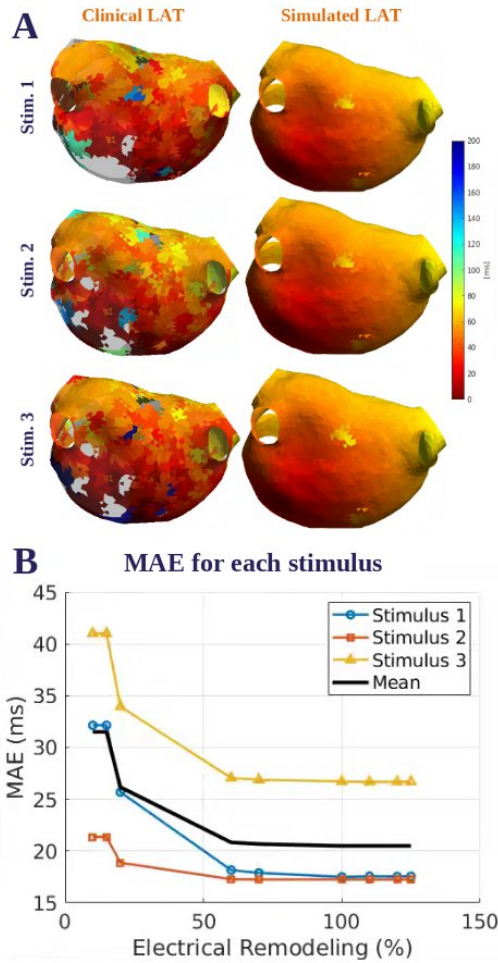 A
Clinical LAT
Simulated LAT
Stim. 1
Stim. 2
Stim. 3
200
180
160
140
120
100
80
60
40
20
0
[ms]
B
MAE for each stimulus
45
40
35
30
25
20
15
MAE (ms)
Stimulus 1
Stimulus 2
Stimulus 3
Mean
0
50
100
150
Electrical Remodeling (%)